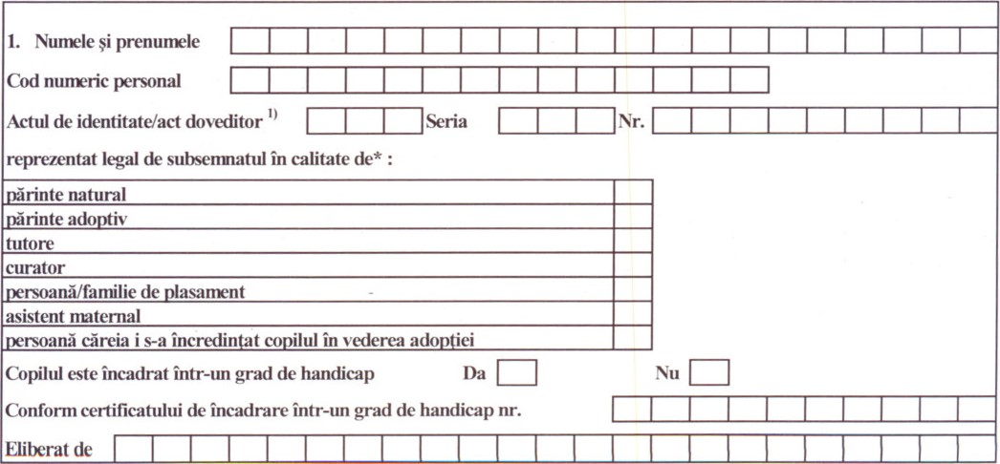 1. Numele și prenumele
Cod numeric personal
Actul de identitate/act doveditor 1) Seria Nr.
reprezentat legal de subsemnatul în calitate de* :
părinte natural
părinte adoptiv
tutore
curator
persoană/familie de plasament
asistent maternal
persoană căreia i s-a încredințat copilul în vederea adopției
Copilul este încadrat într-un grad de handicap Da Nu
Conform certificatului de încadrare într-un grad de handicap nr.
Eliberat de